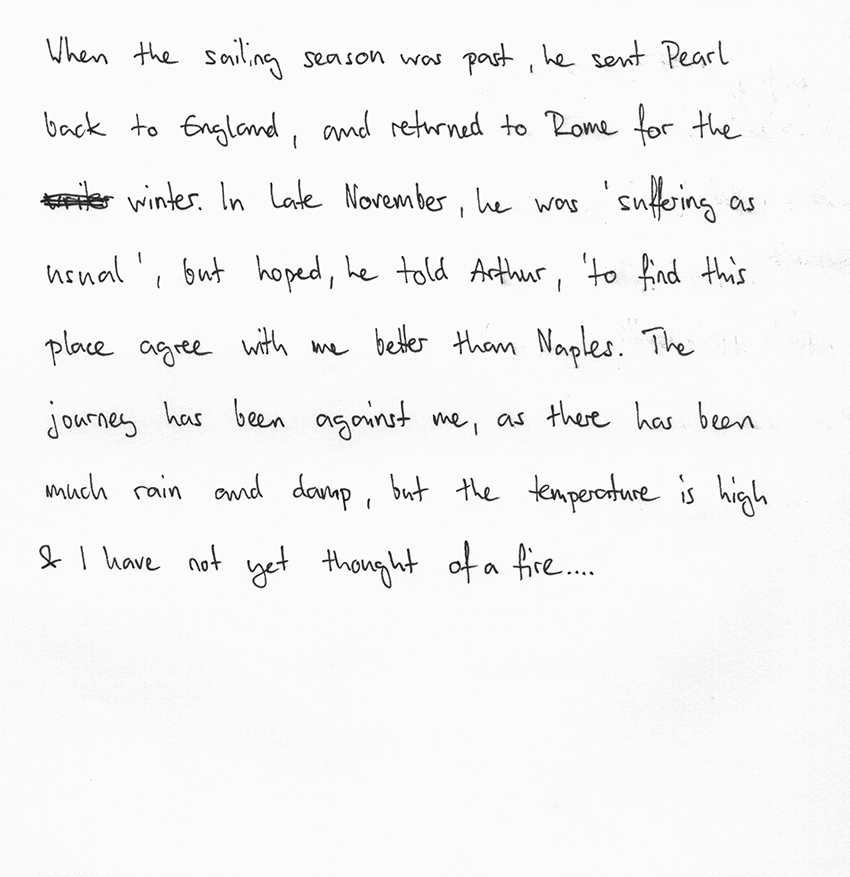 When the sailing season was past, he sent Pearl
back to England, and returned to Rome for the
winter. In Late November, he was 'suffering as
usual', but hoped, he told Arthur, 'to find this
place agree with me better than Naples. The
journey has been against me, as there has been
much rain and damp, but the temperature is high
& I have not yet thought of a fire....